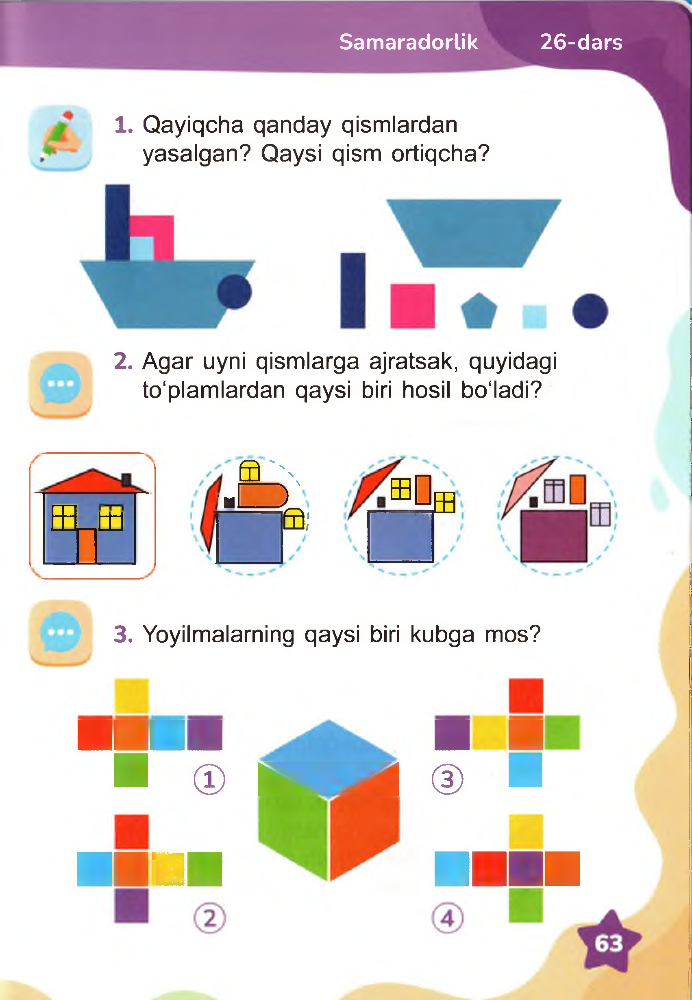 Samaradorlik 26-dars
1. Qayiqcha qanday qismlardan
yasalgan? Qaysi qism ortiqcha?
2. Agar uyni qismlarga ajratsak, quyidagi
to‘plamlardan qaysi biri hosil bo‘ladi?
3. Yoyilmalarning qaysi biri kubga mos?
1
3
2
4
63